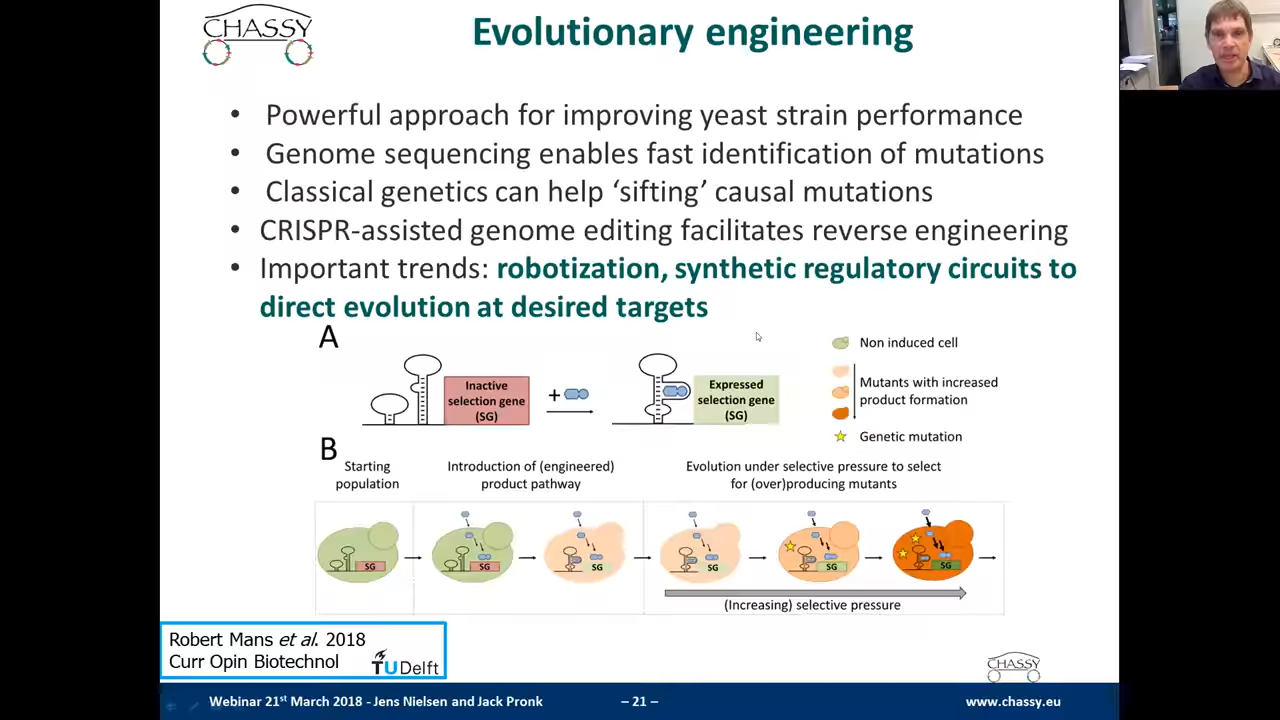 CHASSY
Evolutionary engineering
• Powerful approach for improving yeast strain performance
• Genome sequencing enables fast identification of mutations
• Classical genetics can help ‘sifting’ causal mutations
• CRISPR-assisted genome editing facilitates reverse engineering
• Important trends: robotization, synthetic regulatory circuits to
direct evolution at desired targets
A
Inactive
selection gene
(SG)
+
Expressed
selection gene
(SG)
Non induced cell
Mutants with increased
product formation
Genetic mutation
B
Starting
population
Introduction of (engineered)
product pathway
Evolution under selective pressure to select
for (over)producing mutants
SG
SG
SG
SG
SG
SG
(Increasing) selective pressure
Robert Mans et al. 2018
Curr Opin Biotechnol
TUDelft
CHASSY
Webinar 21st March 2018 - Jens Nielsen and Jack Pronk
– 21 –
www.chassy.eu